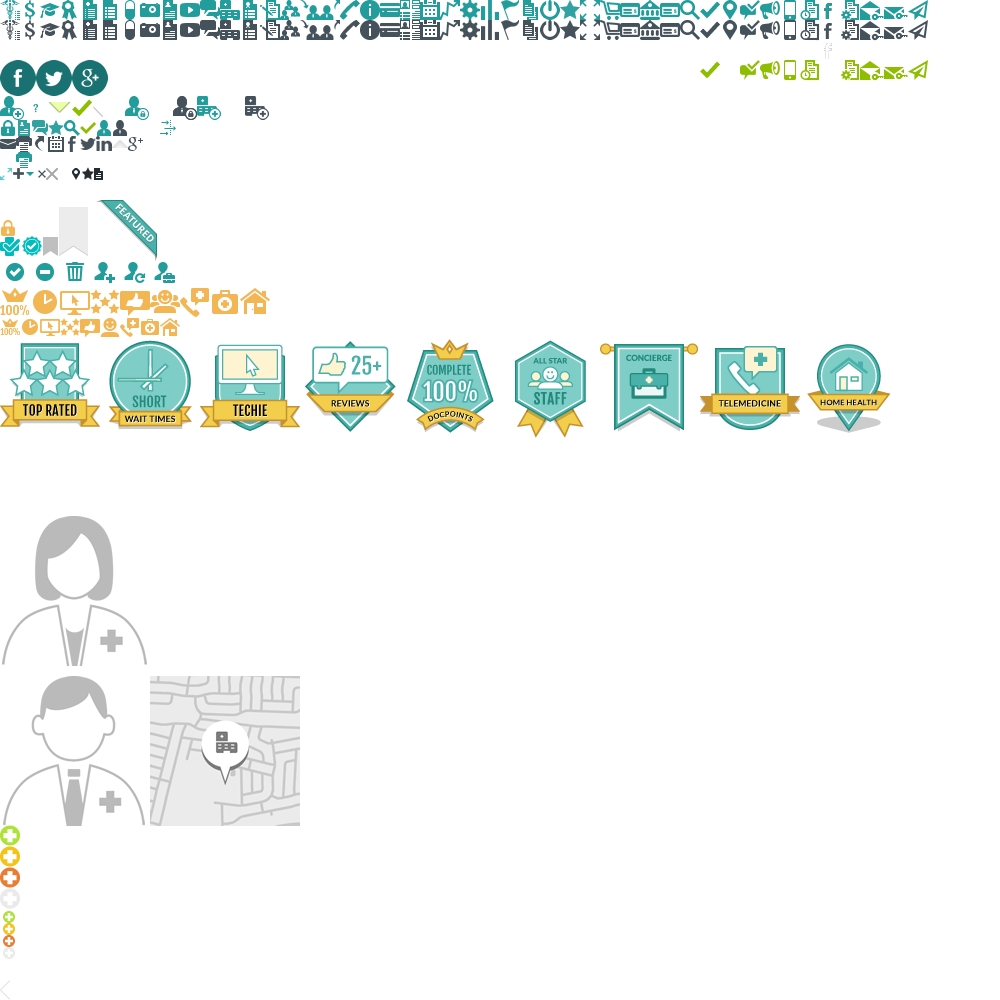 ?
FEATURED
100%
100%
TOP RATED
SHORT
WAIT TIMES
TECHIE
25+
REVIEWS
COMPLETE
100%
DOCPOINTS
ALL STAR
STAFF
CONCIERGE
TELEMEDICINE
HOME HEALTH